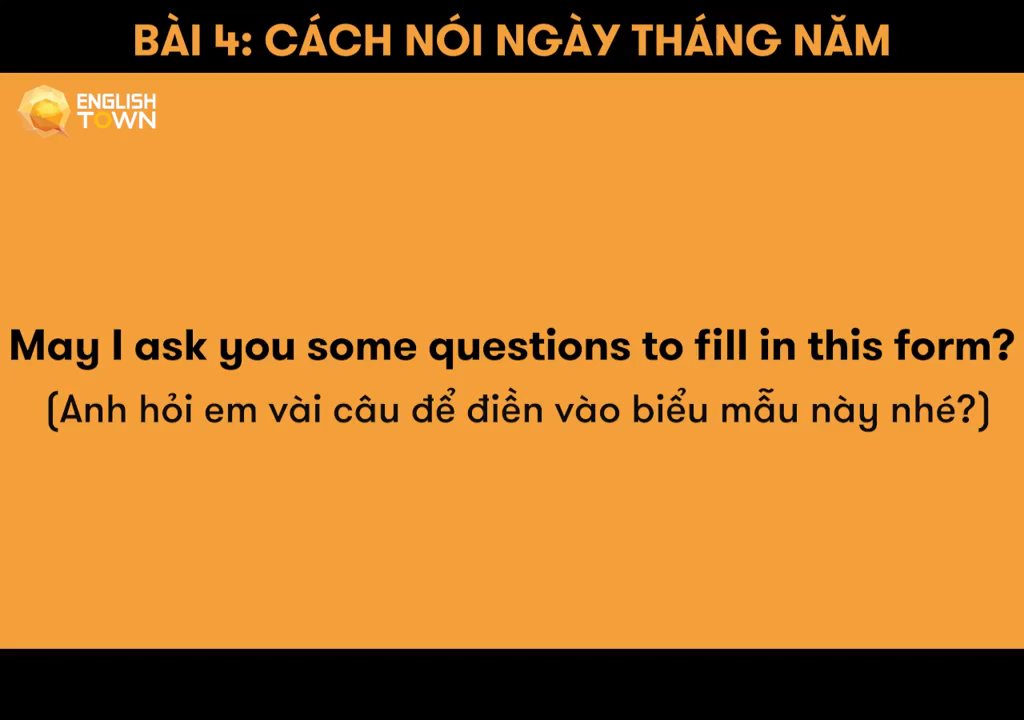 BÀI 4: CÁCH NÓI NGÀY THÁNG NĂM
ENGLISH
TOWN
May I ask you some questions to fill in this form?
(Anh hỏi em vài câu để điền vào biểu mẫu này nhé?)